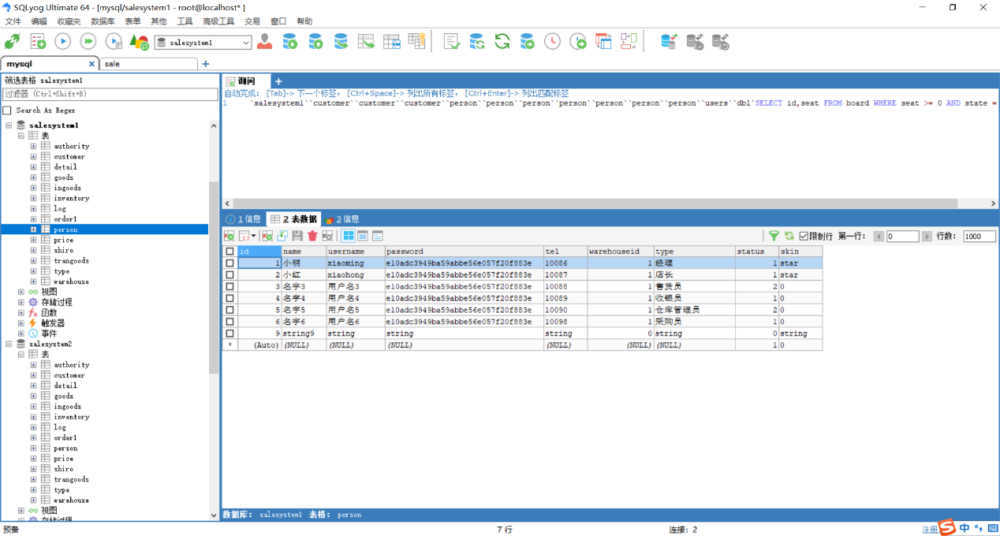 SQLyog Ultimate 64 - [mysql/salesystem1 - root@localhost* ]
文件 编辑 收藏夹 数据库 表单 其他 工具 高级工具 交易 窗口 帮助
salesystem1
mysql × sale +
筛选表格 salesystem1
过滤器 (Ctrl+Shift+B)
Search As Regex
salesystem1
表
authority
customer
detail
goods
ingoods
inventory
log
order1
person
price
shiro
trangoods
type
warehouse
视图
存储过程
函数
触发器
事件
salesystem2
表
authority
customer
detail
goods
ingoods
inventory
log
order1
person
price
shiro
trangoods
type
warehouse
视图
存储过程
询问 +
自动完成: [Tab]-> 下一个标签, [Ctrl+Space]-> 列出所有标签, [Ctrl+Enter]-> 列出匹配标签
1 `salesystem1``customer``customer``customer``person``person``person``person``person``person``person``users``db1`SELECT id,seat FROM board WHERE seat >= 0 AND state =
1 信息 2 表数据 3 信息
限制行 第一行: 0 行数: 1000
id name username password tel warehouseid type status skin
1 小明 xiaoming e10adc3949ba59abbe56e057f20f883e 10086 1 经理 1 star
2 小红 xiaohong e10adc3949ba59abbe56e057f20f883e 10087 1 店长 1 star
3 名字3 用户名3 e10adc3949ba59abbe56e057f20f883e 10088 1 售货员 2 0
4 名字4 用户名4 e10adc3949ba59abbe56e057f20f883e 10089 1 收银员 1 0
5 名字5 用户名5 e10adc3949ba59abbe56e057f20f883e 10090 1 仓库管理员 2 0
6 名字6 用户名6 e10adc3949ba59abbe56e057f20f883e 10098 1 采购员 1 0
9 string9 string string string 0 string 0 string
* (Auto) (NULL) (NULL) (NULL) (NULL) (NULL) (NULL) 1 0
数据库: salesystem1 表格: person
预备 7 行 连接: 2 注册 S 中